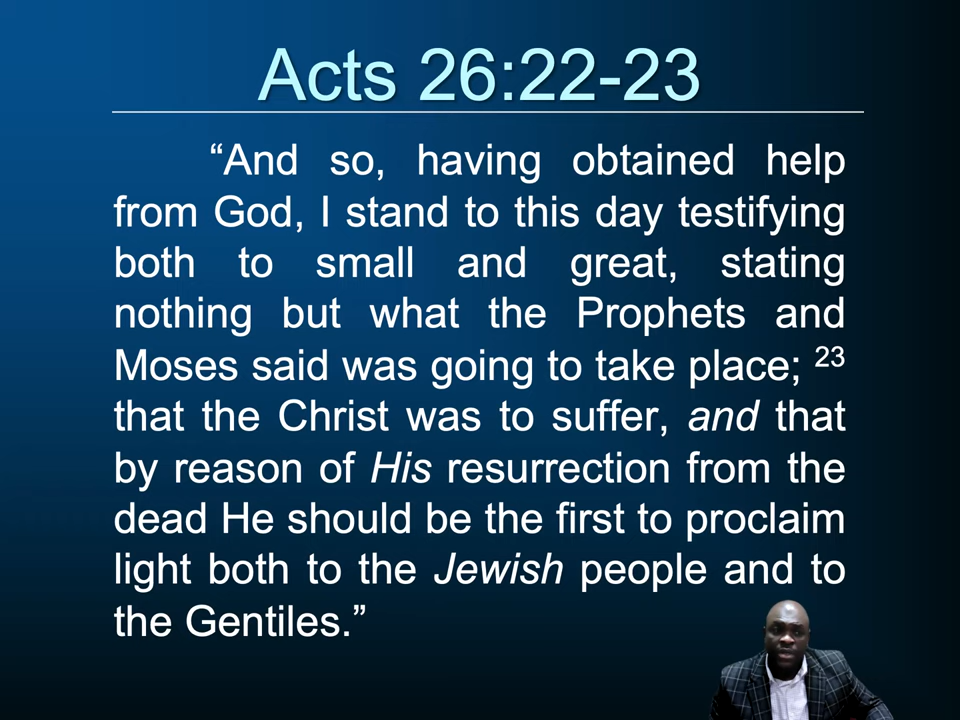 Acts 26:22-23
“And so, having obtained help
from God, I stand to this day testifying
both to small and great, stating
nothing but what the Prophets and
Moses said was going to take place; 23
that the Christ was to suffer, and that
by reason of His resurrection from the
dead He should be the first to proclaim
light both to the Jewish people and to
the Gentiles.”